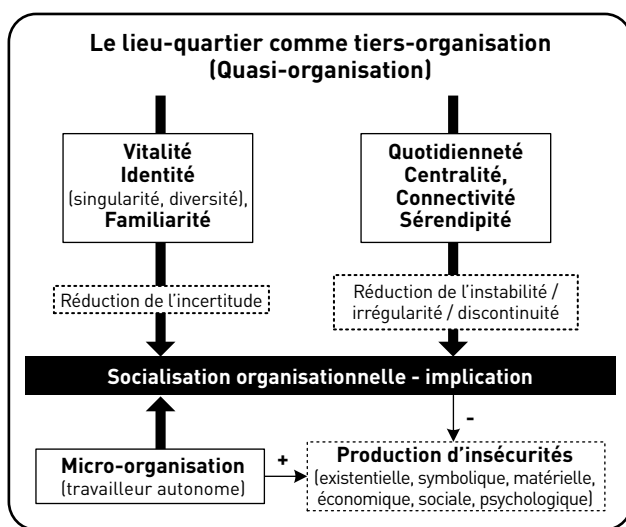 Le lieu-quartier comme tiers-organisation
(Quasi-organisation)
Vitalité
Identité
(singularité, diversité),
Familiarité
Quotidienneté
Centralité,
Connectivité
Sérendipité
Réduction de l'incertitude
Réduction de l'instabilité /
irrégularité / discontinuité
Socialisation organisationnelle - implication
-
Micro-organisation
(travailleur autonome)
+
Production d'insécurités
(existentielle, symbolique, matérielle,
économique, sociale, psychologique)